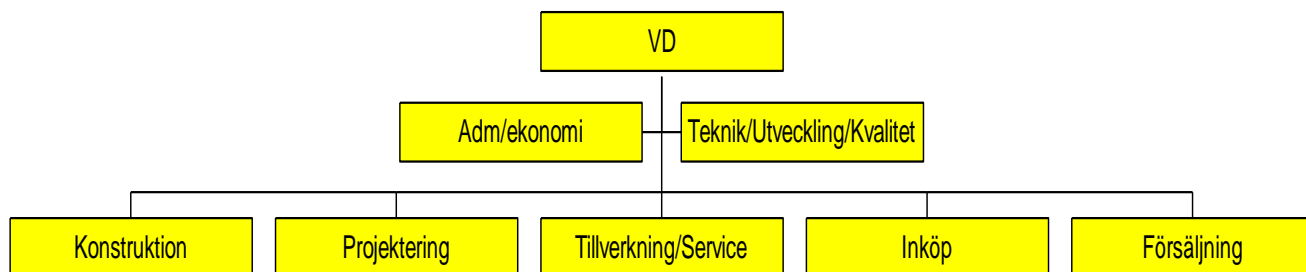 VD
Adm/ekonomi
Teknik/Utveckling/Kvalitet
Konstruktion
Projektering
Tillverkning/Service
Inköp
Försäljning